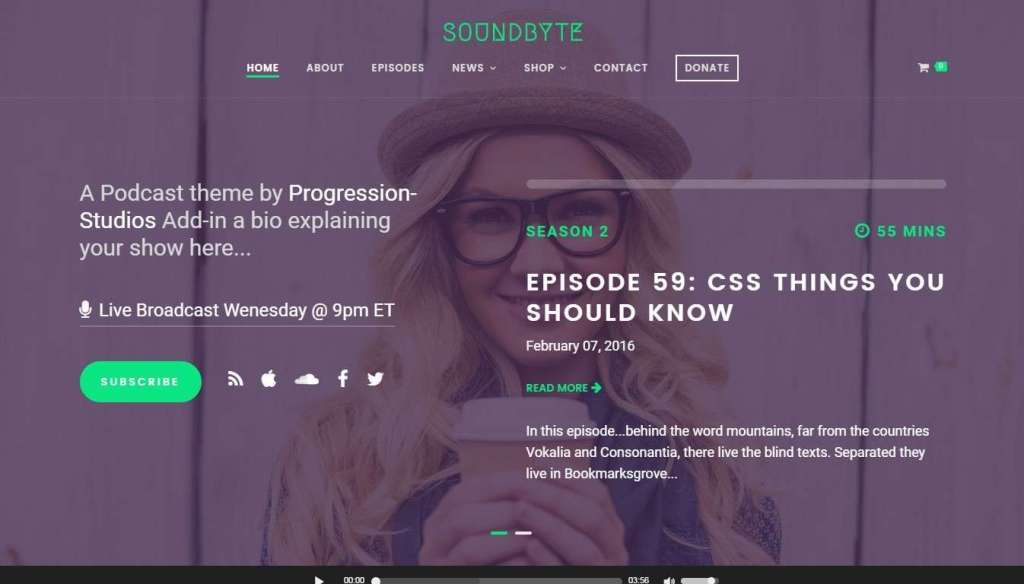 SOUNDBYTE
HOME ABOUT EPISODES NEWS SHOP CONTACT DONATE 0
A Podcast theme by Progression-
Studios Add-in a bio explaining
your show here...
Live Broadcast Wenesday @ 9pm ET
SUBSCRIBE
SEASON 2 55 MINS
EPISODE 59: CSS THINGS YOU
SHOULD KNOW
February 07, 2016
READ MORE
In this episode...behind the word mountains, far from the countries
Vokalia and Consonantia, there live the blind texts. Separated they
live in Bookmarksgrove...
00:00 03:56